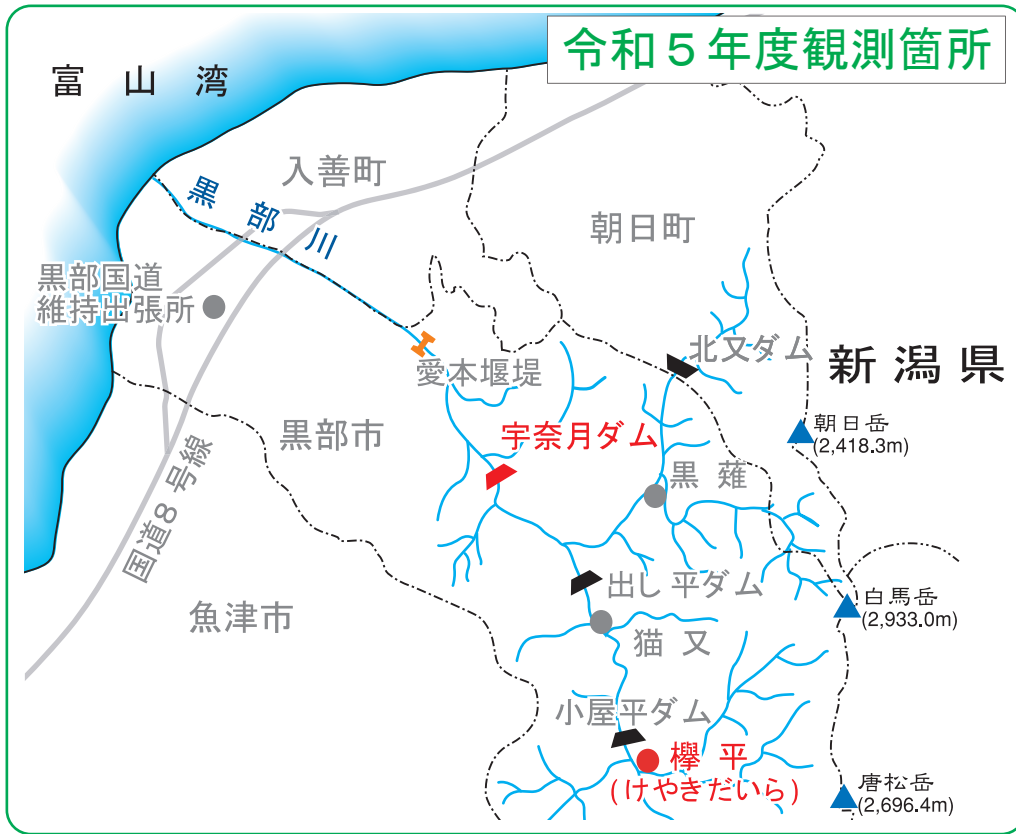 令和5年度観測箇所
富山湾
入善町
黒部川
朝日町
黒部国道
維持出張所
北又ダム
新潟県
愛本堰堤
朝日岳
(2,418.3m)
黒部市
宇奈月ダム
黒薙
国道8号線
出し平ダム
白馬岳
(2,933.0m)
魚津市
猫又
小屋平ダム
欅平
(けやきだいら)
唐松岳
(2,696.4m)